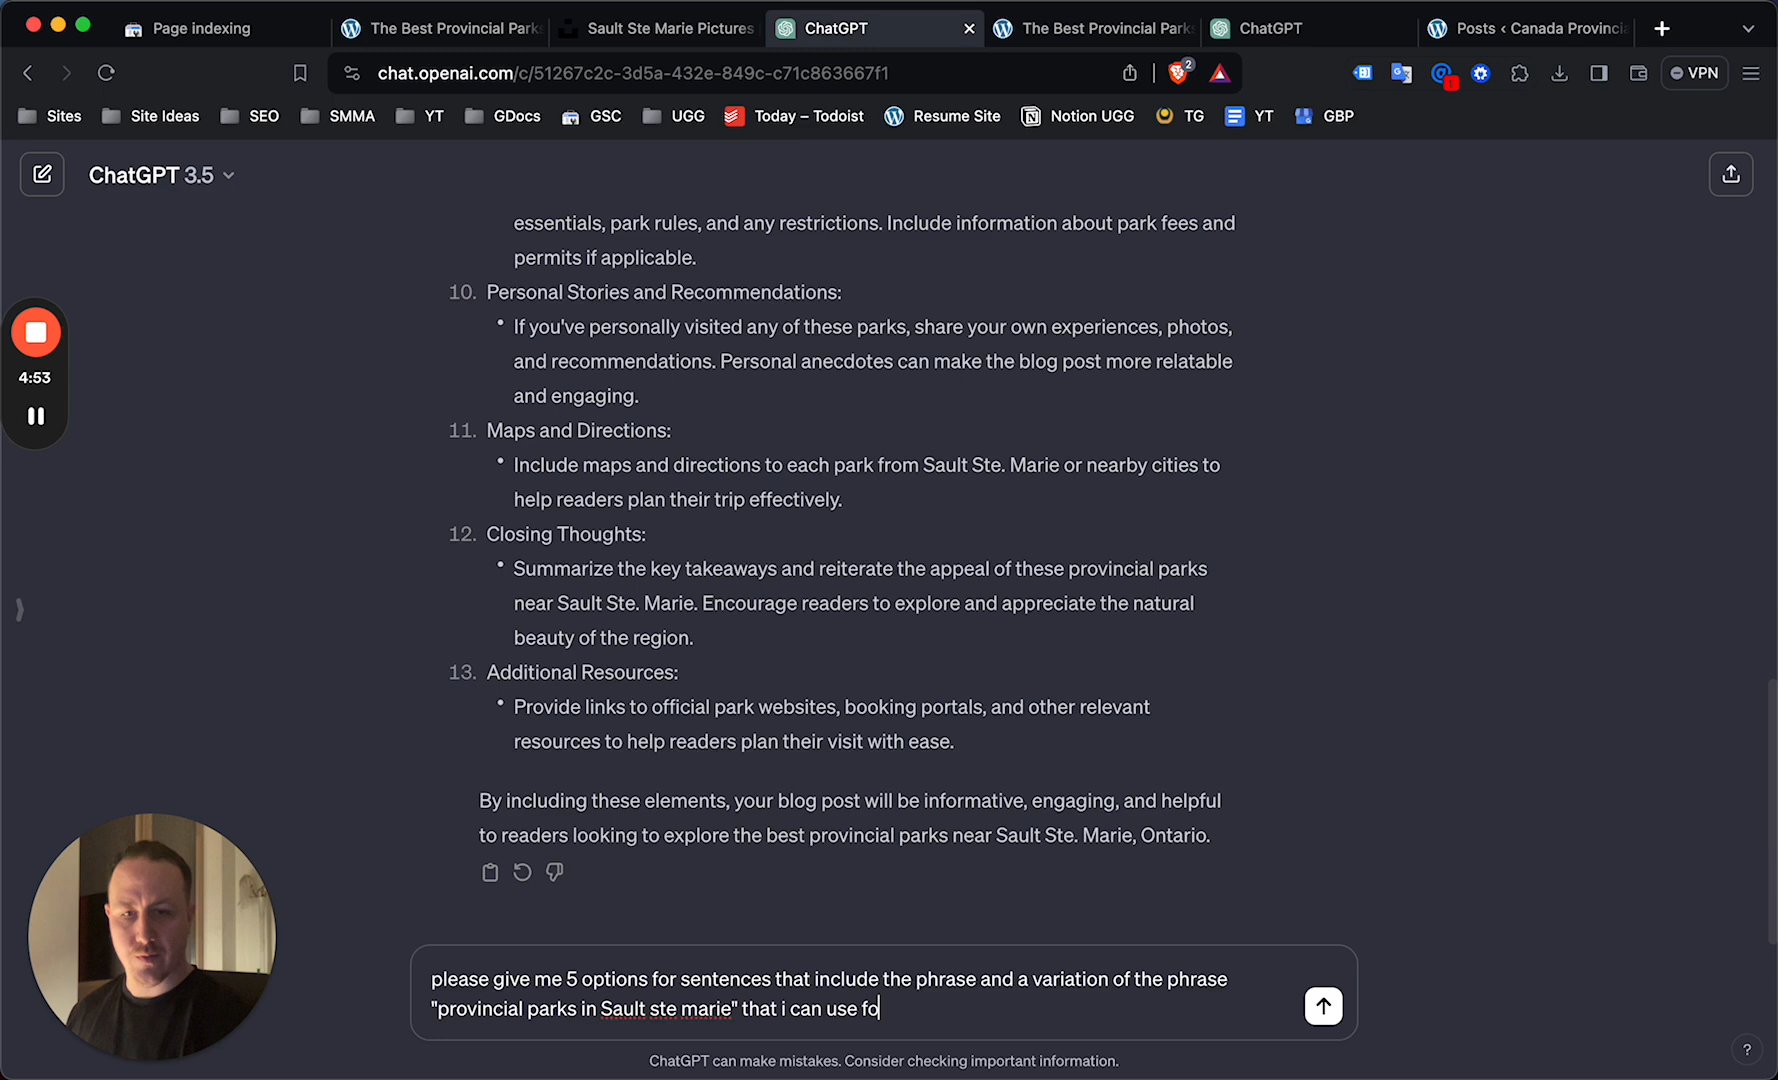 Page indexing
The Best Provincial Parks
Sault Ste Marie Pictures
ChatGPT
The Best Provincial Parks
ChatGPT
Posts ‹ Canada Provincia
chat.openai.com/c/51267c2c-3d5a-432e-849c-c71c863667f1
2
1
VPN
Sites
Site Ideas
SEO
SMMA
YT
GDocs
GSC
UGG
Today – Todoist
Resume Site
Notion UGG
TG
YT
GBP
ChatGPT 3.5
essentials, park rules, and any restrictions. Include information about park fees and
permits if applicable.
10. Personal Stories and Recommendations:
• If you've personally visited any of these parks, share your own experiences, photos,
and recommendations. Personal anecdotes can make the blog post more relatable
and engaging.
11. Maps and Directions:
• Include maps and directions to each park from Sault Ste. Marie or nearby cities to
help readers plan their trip effectively.
12. Closing Thoughts:
• Summarize the key takeaways and reiterate the appeal of these provincial parks
near Sault Ste. Marie. Encourage readers to explore and appreciate the natural
beauty of the region.
13. Additional Resources:
• Provide links to official park websites, booking portals, and other relevant
resources to help readers plan their visit with ease.
By including these elements, your blog post will be informative, engaging, and helpful
to readers looking to explore the best provincial parks near Sault Ste. Marie, Ontario.
4:53
please give me 5 options for sentences that include the phrase and a variation of the phrase
"provincial parks in Sault ste marie" that i can use fo
ChatGPT can make mistakes. Consider checking important information.
?